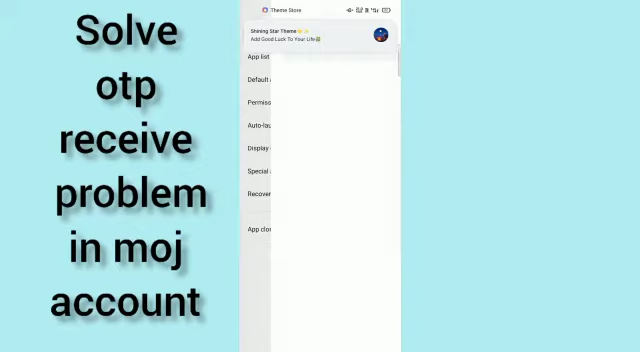 Solve
otp
receive
problem
in moj
account
Theme Store
Shining Star Theme⭐✨
Add Good Luck To Your Life
App list
Default
Permiss
Auto-lau
Display
Special
Recover
App clon